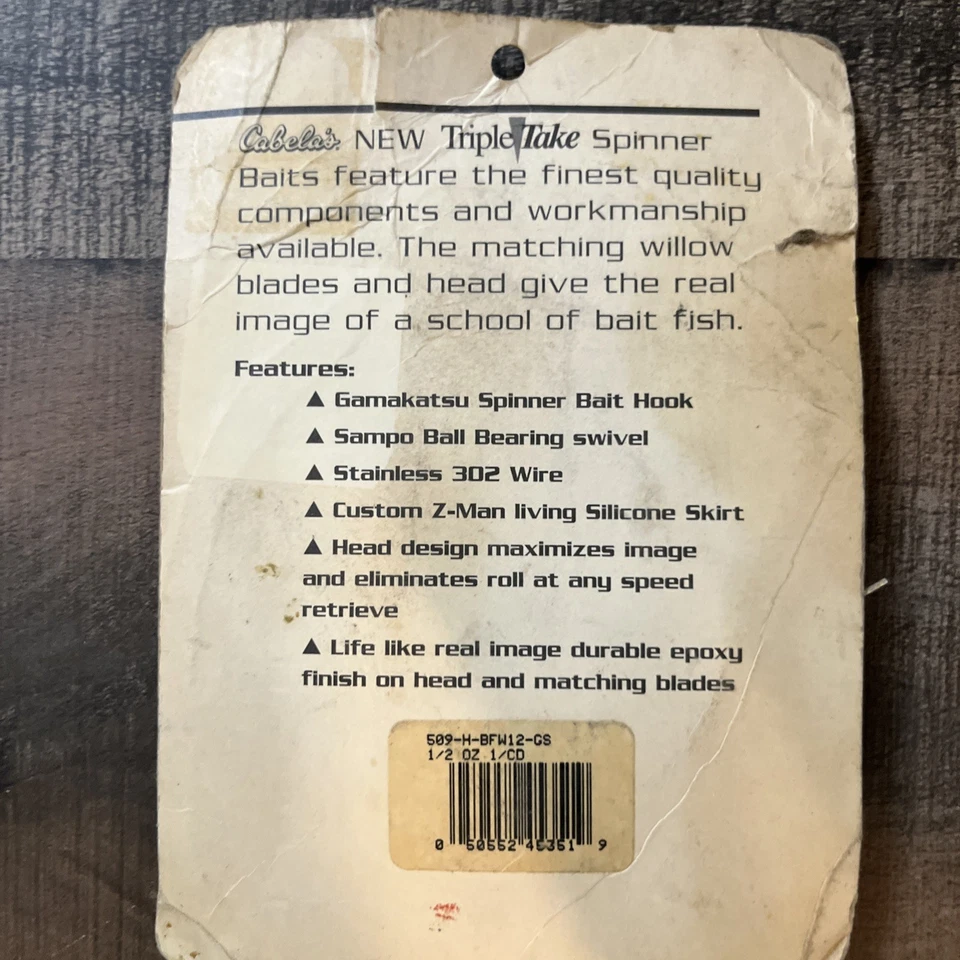 Cabela's. NEW Triple Take Spinner
Baits feature the finest quality
components and workmanship
available. The matching willow
blades and head give the real
image of a school of bait fish.
Features:
▲ Gamakatsu Spinner Bait Hook
▲ Sampo Ball Bearing swivel
▲ Stainless 302 Wire
▲ Custom Z-Man living Silicone Skirt
▲ Head design maximizes image
and eliminates roll at any speed
retrieve
▲ Life like real image durable epoxy
finish on head and matching blades
509-H-BFW12-GS
1/2 OZ 1/CD
0 50552 45351 9